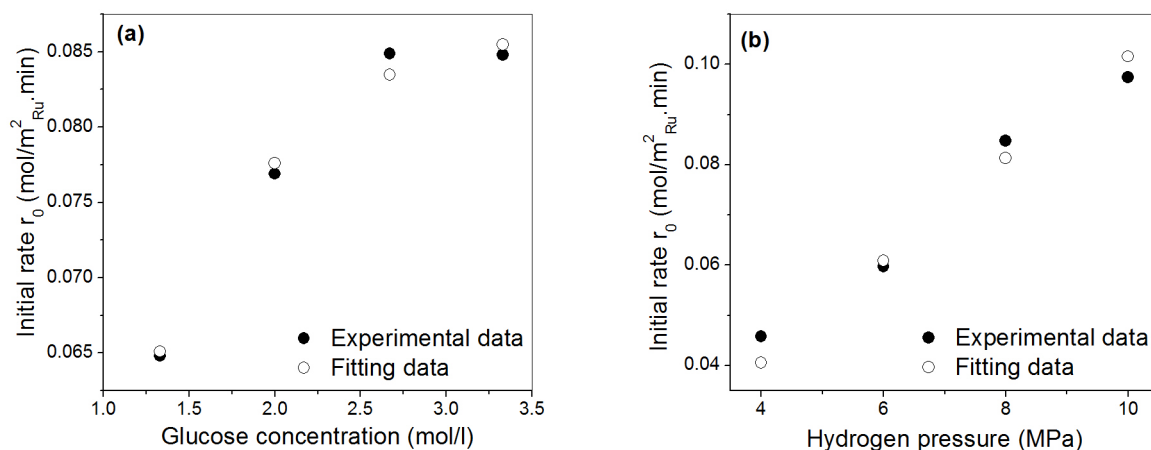 (a)
Initial rate r0 (mol/m2Ru.min)
0.085
0.080
0.075
0.070
0.065
1.0 1.5 2.0 2.5 3.0 3.5
Glucose concentration (mol/l)
Experimental data
Fitting data
(b)
Initial rate r0 (mol/m2Ru.min)
0.10
0.08
0.06
0.04
4 6 8 10
Hydrogen pressure (MPa)
Experimental data
Fitting data